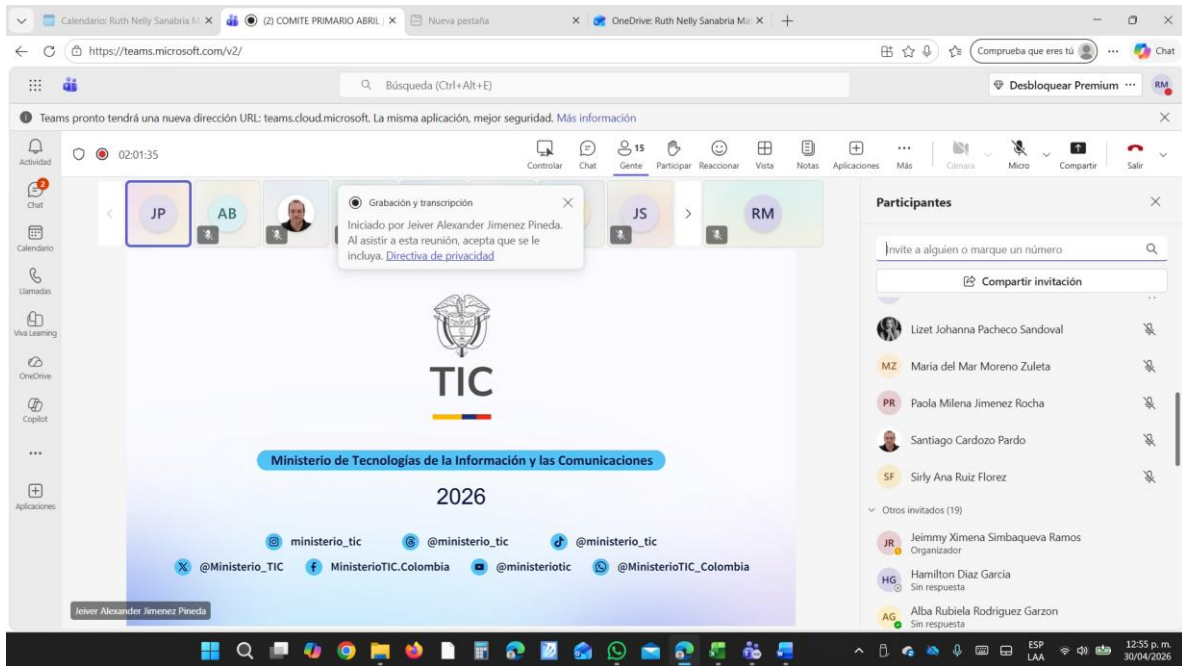 Calendario: Ruth Nelly Sanabria M
(2) COMITE PRIMARIO ABRIL |
Nueva pestaña
OneDrive: Ruth Nelly Sanabria Mar
https://teams.microsoft.com/v2/
Comprueba que eres tú
Chat
Búsqueda (Ctrl+Alt+E)
Desbloquear Premium
RM
Teams pronto tendrá una nueva dirección URL: teams.cloud.microsoft. La misma aplicación, mejor seguridad. Más información
02:01:35
Controlar
Chat
15
Gente
Participar
Reaccionar
Vista
Notas
Aplicaciones
Más
Cámara
Micro
Compartir
Salir
Actividad
2
Chat
Calendario
Llamadas
Viva Learning
OneDrive
Copilot
Aplicaciones
JP
AB
JS
RM
Grabación y transcripción
Iniciado por Jeiver Alexander Jimenez Pineda.
Al asistir a esta reunión, acepta que se le
incluya. Directiva de privacidad
TIC
Ministerio de Tecnologías de la Información y las Comunicaciones
2026
ministerio_tic
@ministerio_tic
@ministerio_tic
@Ministerio_TIC
MinisterioTIC.Colombia
@ministeriotic
@MinisterioTIC_Colombia
Jeiver Alexander Jimenez Pineda
Participantes
Invite a alguien o marque un número
Compartir invitación
Lizet Johanna Pacheco Sandoval
MZ
Maria del Mar Moreno Zuleta
PR
Paola Milena Jimenez Rocha
Santiago Cardozo Pardo
SF
Sirly Ana Ruiz Florez
Otros invitados (19)
JR
Jeimmy Ximena Simbaqueva Ramos
Organizador
HG
Hamilton Diaz Garcia
Sin respuesta
AG
Alba Rubiela Rodriguez Garzon
Sin respuesta
ESP
LAA
12:55 p. m.
30/04/2026